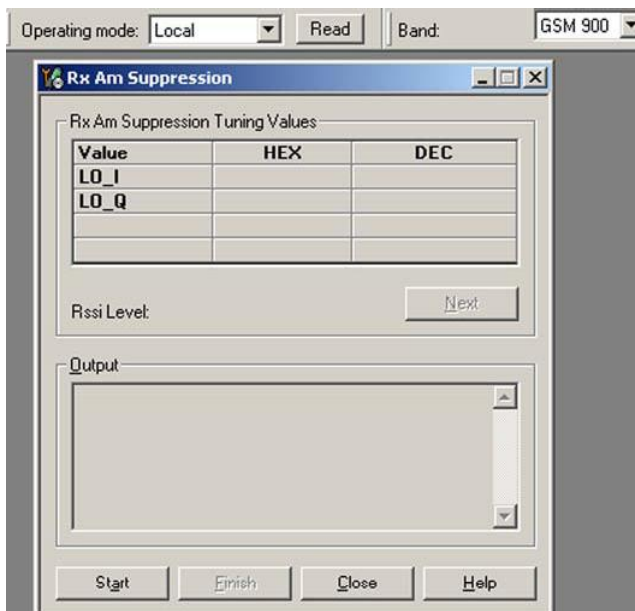 Operating mode: Local Read Band: GSM 900
Rx Am Suppression
Rx Am Suppression Tuning Values
Value HEX DEC
LO_I
LO_Q
Rssi Level: Next
Output
Start Finish Close Help